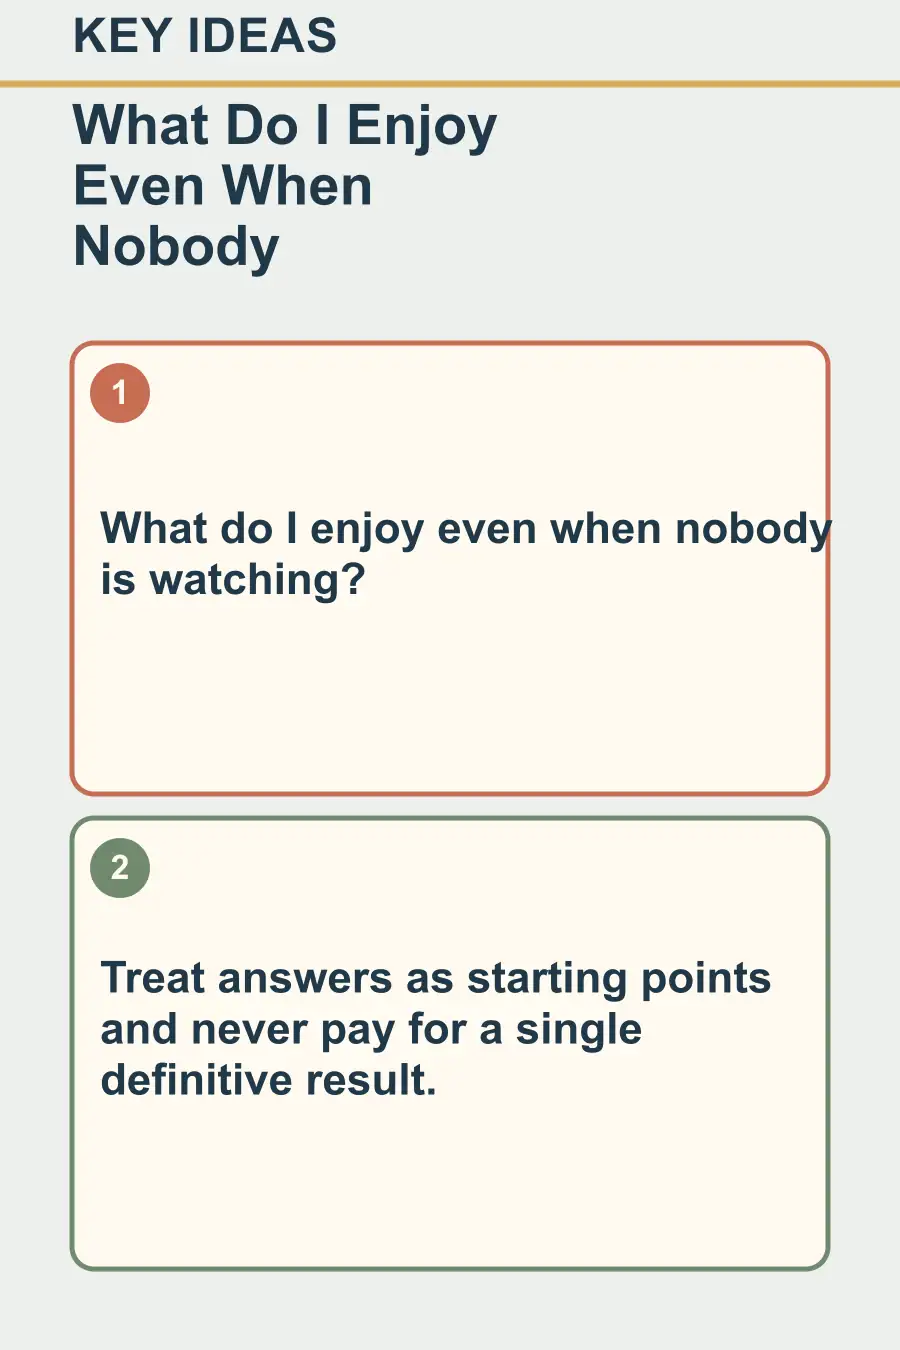 KEY IDEAS
What Do I Enjoy
Even When
Nobody
1
What do I enjoy even when nobody
is watching?
2
Treat answers as starting points
and never pay for a single
definitive result.